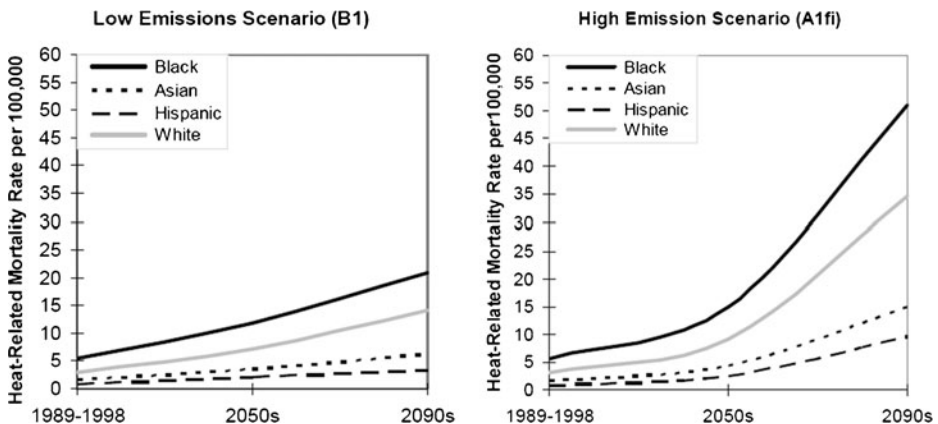 Low Emissions Scenario (B1)
Heat-Related Mortality Rate per 100,000
60
55
50
45
40
35
30
25
20
15
10
5
0
Black
Asian
Hispanic
White
1989-1998 2050s 2090s
High Emission Scenario (A1fi)
Heat-Related Mortality Rate per100,000
60
55
50
45
40
35
30
25
20
15
10
5
0
Black
Asian
Hispanic
White
1989-1998 2050s 2090s